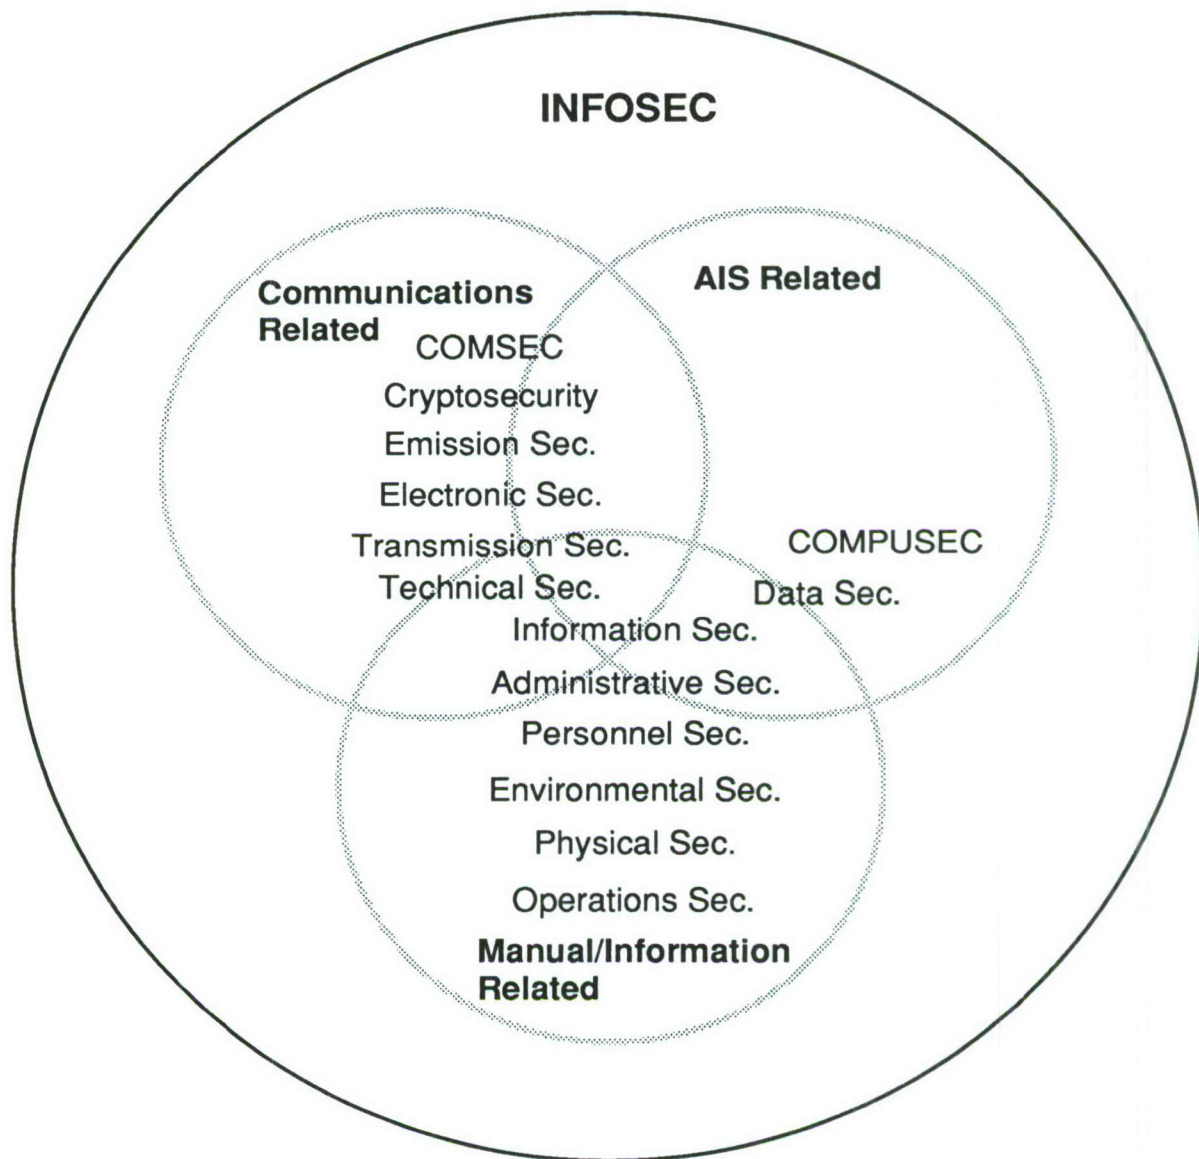 INFOSEC
Communications
Related
AIS Related
COMSEC
Cryptosecurity
Emission Sec.
Electronic Sec.
Transmission Sec.
COMPUSEC
Technical Sec.
Data Sec.
Information Sec.
Administrative Sec.
Personnel Sec.
Environmental Sec.
Physical Sec.
Operations Sec.
Manual/Information
Related